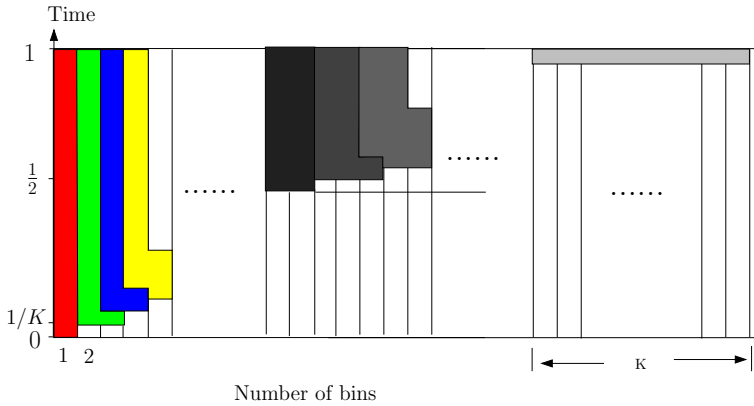 Time
1
......
......
1/2
......
1/K
0
1 2
K
Number of bins